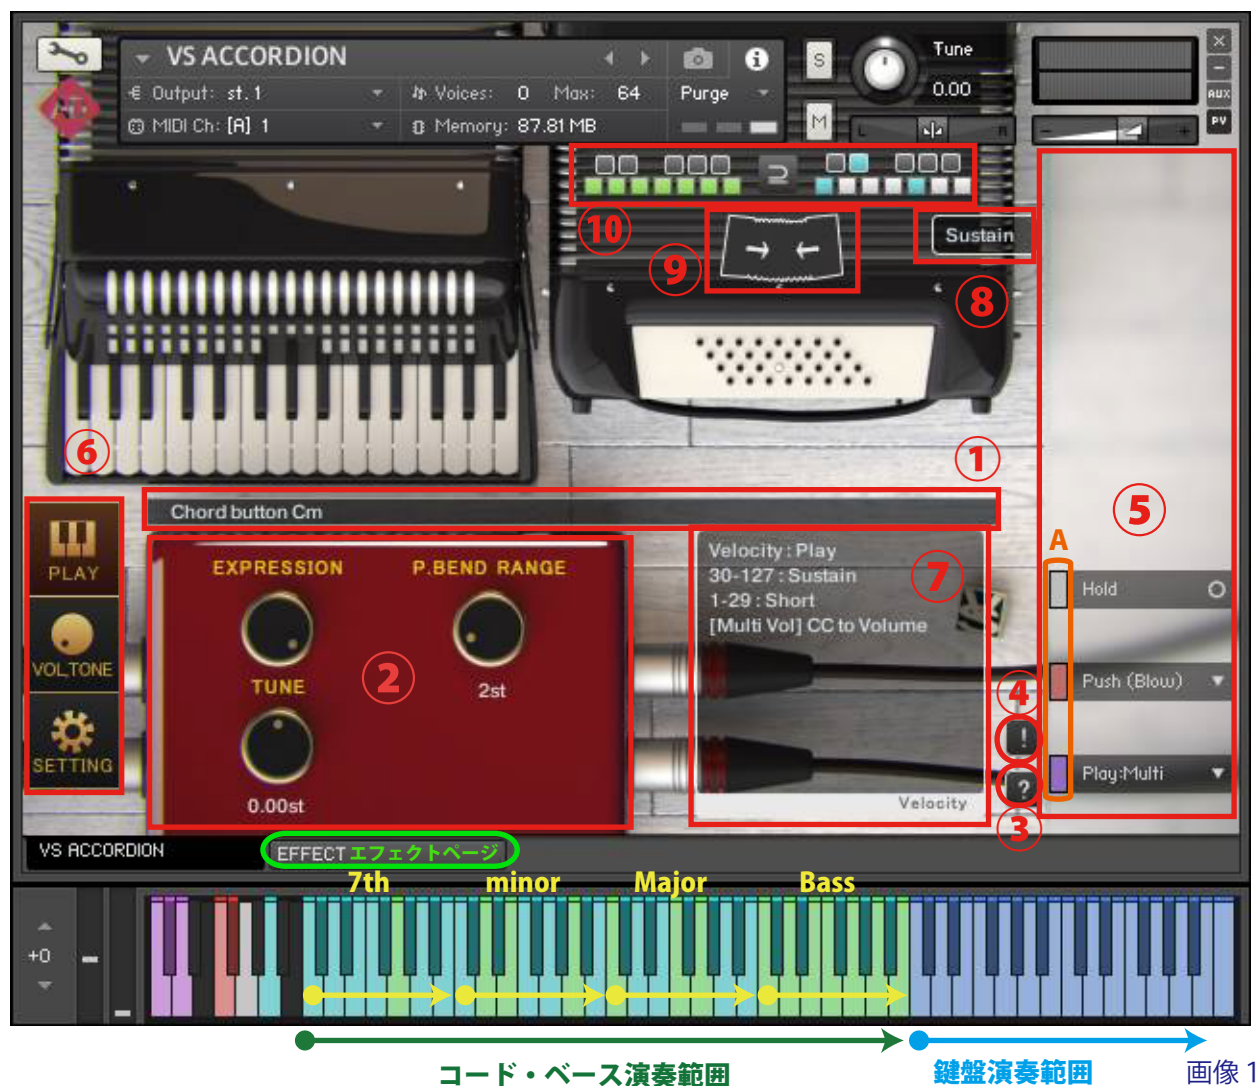 VS ACCORDION
Output: st. 1
Voices: 0 Max: 64
Purge
MIDI Ch: [A] 1
Memory: 87.81 MB
S
M
Tune
0.00
L
R
×
−
AUX
PV
− +
⑩
⑨
Sustain
⑧
⑥
①
⑤
Chord button Cm
PLAY
VOL,TONE
SETTING
EXPRESSION
P.BEND RANGE
②
TUNE
2st
0.00st
Velocity : Play
30-127 : Sustain
1-29 : Short
[Multi Vol] CC to Volume
⑦
Velocity
④
!
?
③
A
Hold
Push (Blow)
Play:Multi
VS ACCORDION
EFFECT エフェクトページ
7th minor Major Bass
+0
コード・ベース演奏範囲
鍵盤演奏範囲
画像 1